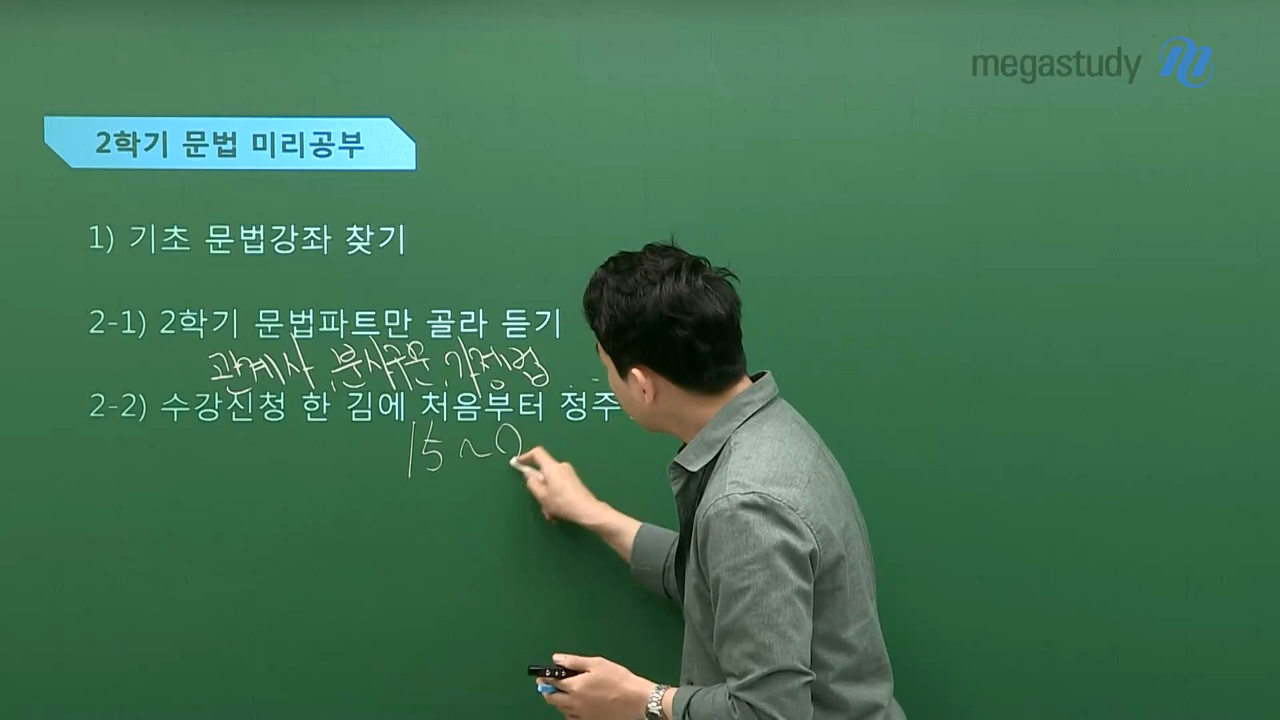 megastudy
2학기 문법 미리공부
1) 기초 문법강좌 찾기
2-1) 2학기 문법파트만 골라 듣기
관계사, 분사구문, 가정법
2-2) 수강신청 한 김에 처음부터 정주
15~0